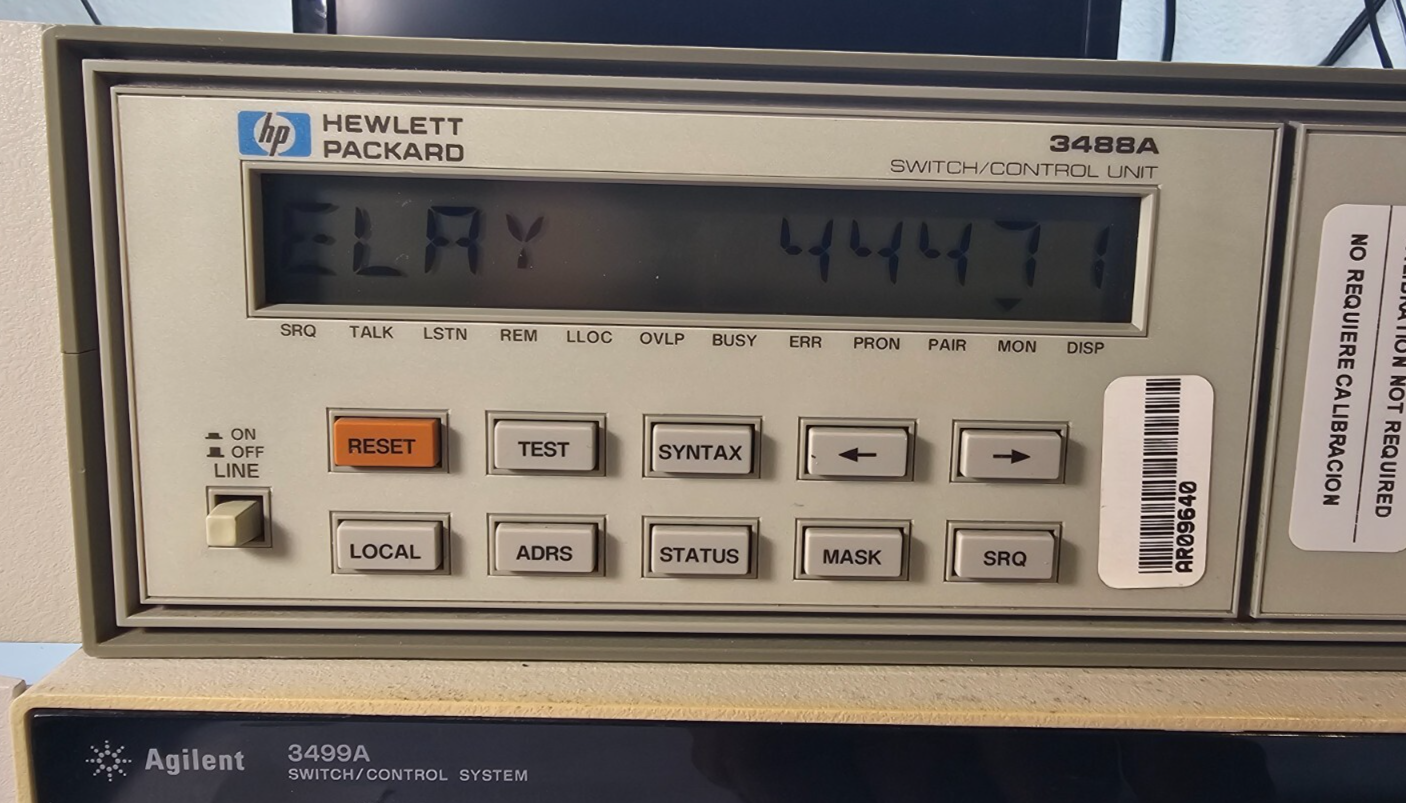 hp HEWLETT
PACKARD
3488A
SWITCH/CONTROL UNIT
ELAY 44471
SRQ TALK LSTN REM LLOC OVLP BUSY ERR PRON PAIR MON DISP
ON
OFF
LINE
RESET TEST SYNTAX ← →
LOCAL ADRS STATUS MASK SRQ
AR09640
NOT REQUIRED
NO REQUIERE CALIBRACION
Agilent 3499A
SWITCH/CONTROL SYSTEM